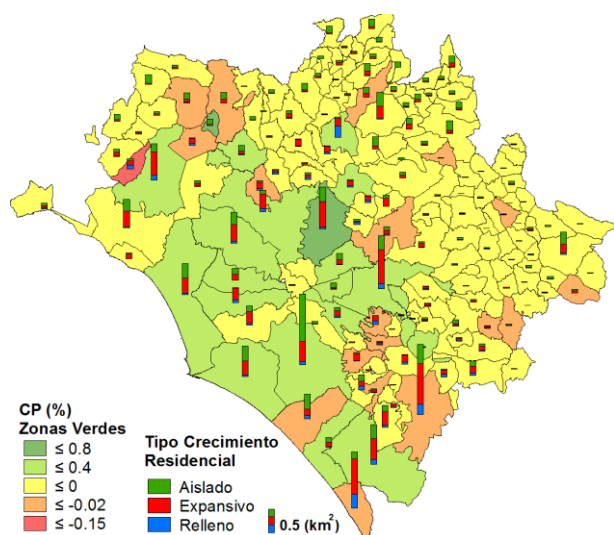 CP (%)
Zonas Verdes
≤ 0.8
≤ 0.4
≤ 0
≤ -0.02
≤ -0.15
Tipo Crecimiento
Residencial
Aislado
Expansivo
Relleno
0.5 (km²)